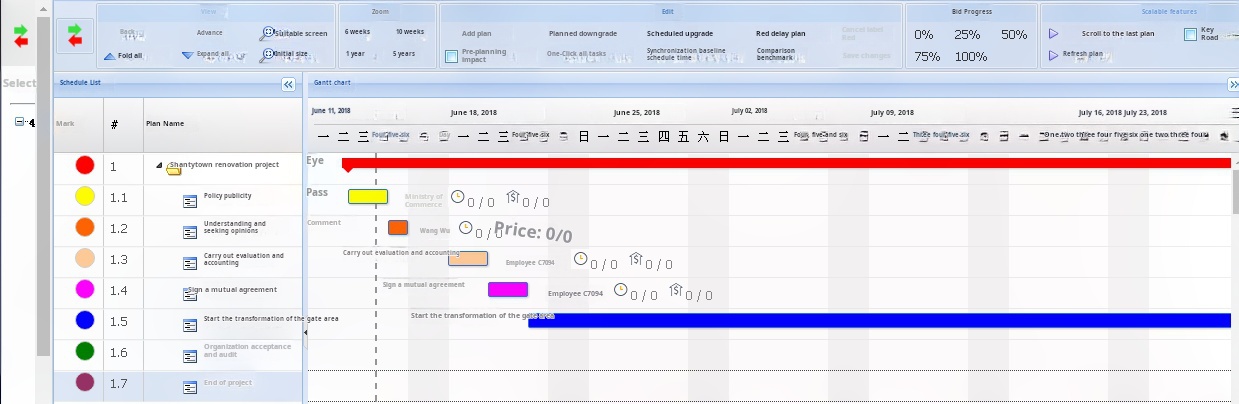 View
Zoom
Edit
Bid Progress
Scalable features
Back
Advance
Suitable screen
6 weeks
10 weeks
Add plan
Planned downgrade
Scheduled upgrade
Red delay plan
0%
25%
50%
Scroll to the last plan
Key
Road
Fold all
Expand all
Initial size
1 year
5 years
Pre-planning
impact
One-Click all tasks
Synchronization baseline
schedule time
Comparison
benchmark
Save changes
75%
100%
Refresh plan
Select
Schedule List
Gantt chart
Mark
#
Plan Name
June 11, 2018
June 18, 2018
June 25, 2018
July 02, 2018
July 09, 2018
July 16, 2018 July 23, 2018
一 二 三 Four five six 一 二 三 Four five six 日 一 二 三 四 五 六 日 一 二 三 Four, five and six 一 二 Three four five six One two three four five six one two three four
1
Shantytown renovation project
Eye
1.1
Policy publicity
Pass
Ministry of
Commerce
0 / 0
0 / 0
1.2
Understanding and
seeking opinions
Comment
Wang Wu
0 /
Price: 0/0
1.3
Carry out evaluation and
accounting
Carry out evaluation and accounting
Employee C7094
0 / 0
0 / 0
1.4
Sign a mutual agreement
Sign a mutual agreement
Employee C7094
0 / 0
0 / 0
1.5
Start the transformation of the gate area
Start the transformation of the gate area
1.6
Organization acceptance
and audit
1.7
End of project